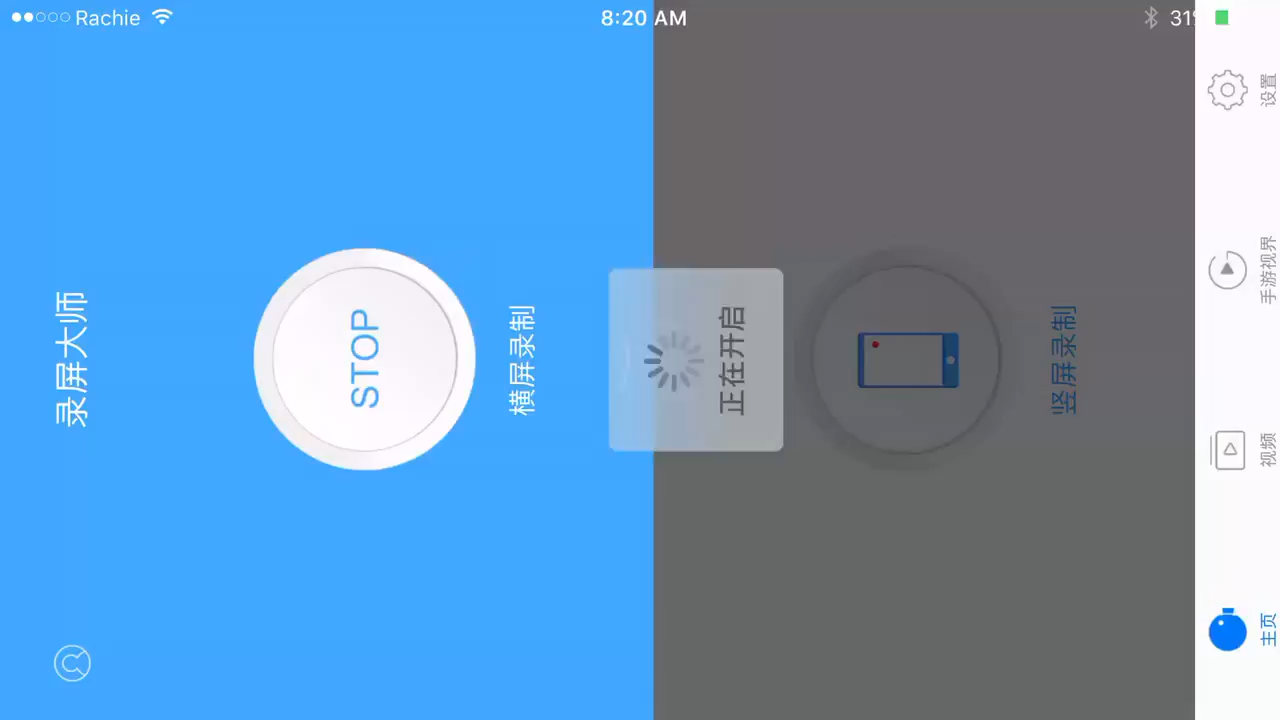 Rachie
8:20 AM
31%
录屏大师
STOP
横屏录制
正在开启
竖屏录制
设置
手游视界
视频
主页